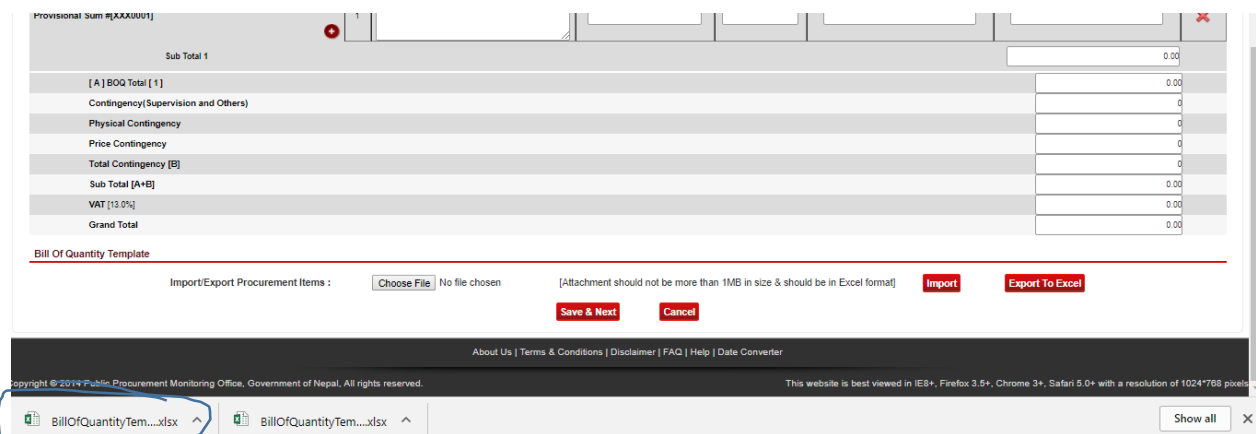 Provisional Sum #[XXX0001] 1
Sub Total 1 0.00
[ A ] BOQ Total [ 1 ] 0.00
Contingency(Supervision and Others) 0
Physical Contingency 0
Price Contingency 0
Total Contingency [B] 0
Sub Total [A+B] 0.00
VAT [13.0%] 0.00
Grand Total 0.00
Bill Of Quantity Template
Import/Export Procurement Items : Choose File No file chosen [Attachment should not be more than 1MB in size & should be in Excel format] Import Export To Excel
Save & Next Cancel
About Us | Terms & Conditions | Disclaimer | FAQ | Help | Date Converter
opyright © 2014 Public Procurement Monitoring Office, Government of Nepal, All rights reserved. This website is best viewed in IE8+, Firefox 3.5+, Chrome 3+, Safari 5.0+ with a resolution of 1024*768 pixels
BillOfQuantityTem....xlsx BillOfQuantityTem....xlsx Show all